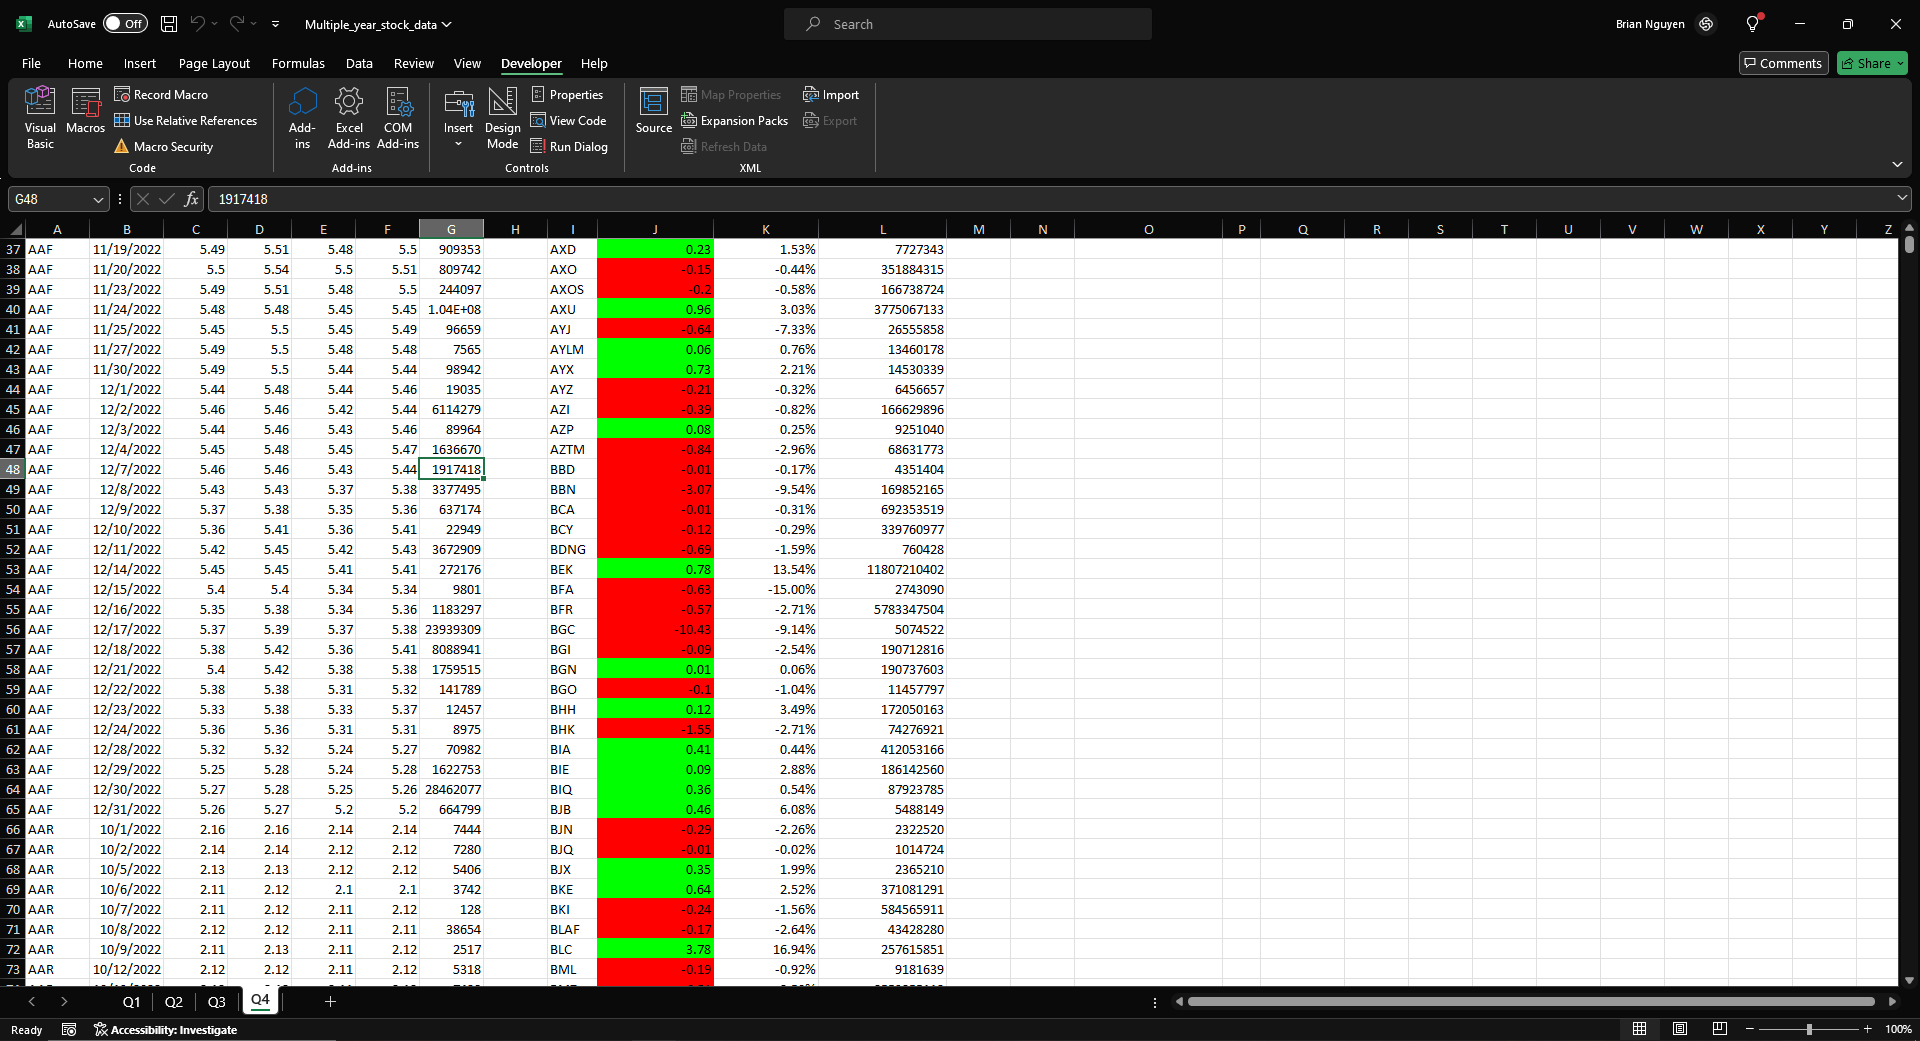 AutoSave Off Multiple_year_stock_data Search Brian Nguyen
File Home Insert Page Layout Formulas Data Review View Developer Help Comments Share
Visual Basic Macros Record Macro Use Relative References Macro Security Code
Add-ins Excel Add-ins COM Add-ins Add-ins
Insert Design Mode Properties View Code Run Dialog Controls
Source Map Properties Expansion Packs Refresh Data Import Export XML
G48 fx 1917418
A B C D E F G H I J K L M N O P Q R S T U V W X Y Z
37 AAF 11/19/2022 5.49 5.51 5.48 5.5 909353 AXD 0.23 1.53% 7727343
38 AAF 11/20/2022 5.5 5.54 5.5 5.51 809742 AXO -0.15 -0.44% 351884315
39 AAF 11/23/2022 5.49 5.51 5.48 5.5 244097 AXOS -0.2 -0.58% 166738724
40 AAF 11/24/2022 5.48 5.48 5.45 5.45 1.04E+08 AXU 0.96 3.03% 3775067133
41 AAF 11/25/2022 5.45 5.5 5.45 5.49 96659 AYJ -0.64 -7.33% 26555858
42 AAF 11/27/2022 5.49 5.5 5.48 5.48 7565 AYLM 0.06 0.76% 13460178
43 AAF 11/30/2022 5.49 5.5 5.44 5.44 98942 AYX 0.73 2.21% 14530339
44 AAF 12/1/2022 5.44 5.48 5.44 5.46 19035 AYZ -0.21 -0.32% 6456657
45 AAF 12/2/2022 5.46 5.46 5.42 5.44 6114279 AZI -0.39 -0.82% 166629896
46 AAF 12/3/2022 5.44 5.46 5.43 5.46 89964 AZP 0.08 0.25% 9251040
47 AAF 12/4/2022 5.45 5.48 5.45 5.47 1636670 AZTM -0.84 -2.96% 68631773
48 AAF 12/7/2022 5.46 5.46 5.43 5.44 1917418 BBD -0.01 -0.17% 4351404
49 AAF 12/8/2022 5.43 5.43 5.37 5.38 3377495 BBN -3.07 -9.54% 169852165
50 AAF 12/9/2022 5.37 5.38 5.35 5.36 637174 BCA -0.01 -0.31% 692353519
51 AAF 12/10/2022 5.36 5.41 5.36 5.41 22949 BCY -0.12 -0.29% 339760977
52 AAF 12/11/2022 5.42 5.45 5.42 5.43 3672909 BDNG -0.69 -1.59% 760428
53 AAF 12/14/2022 5.45 5.45 5.41 5.41 272176 BEK 0.78 13.54% 11807210402
54 AAF 12/15/2022 5.4 5.4 5.34 5.34 9801 BFA -0.63 -15.00% 2743090
55 AAF 12/16/2022 5.35 5.38 5.34 5.36 1183297 BFR -0.57 -2.71% 5783347504
56 AAF 12/17/2022 5.37 5.39 5.37 5.38 23939309 BGC -10.43 -9.14% 5074522
57 AAF 12/18/2022 5.38 5.42 5.36 5.41 8088941 BGI -0.09 -2.54% 190712816
58 AAF 12/21/2022 5.4 5.42 5.38 5.38 1759515 BGN 0.01 0.06% 190737603
59 AAF 12/22/2022 5.38 5.38 5.31 5.32 141789 BGO -0.1 -1.04% 11457797
60 AAF 12/23/2022 5.33 5.38 5.33 5.37 12457 BHH 0.12 3.49% 172050163
61 AAF 12/24/2022 5.36 5.36 5.31 5.31 8975 BHK -1.55 -2.71% 74276921
62 AAF 12/28/2022 5.32 5.32 5.24 5.27 70982 BIA 0.41 0.44% 412053166
63 AAF 12/29/2022 5.25 5.28 5.24 5.28 1622753 BIE 0.09 2.88% 186142560
64 AAF 12/30/2022 5.27 5.28 5.25 5.26 28462077 BIQ 0.36 0.54% 87923785
65 AAF 12/31/2022 5.26 5.27 5.2 5.2 664799 BJB 0.46 6.08% 5488149
66 AAR 10/1/2022 2.16 2.16 2.14 2.14 7444 BJN -0.29 -2.26% 2322520
67 AAR 10/2/2022 2.14 2.14 2.12 2.12 7280 BJQ -0.01 -0.02% 1014724
68 AAR 10/5/2022 2.13 2.13 2.12 2.12 5406 BJX 0.35 1.99% 2365210
69 AAR 10/6/2022 2.11 2.12 2.1 2.1 3742 BKE 0.64 2.52% 371081291
70 AAR 10/7/2022 2.11 2.12 2.11 2.12 128 BKI -0.24 -1.56% 584565911
71 AAR 10/8/2022 2.12 2.12 2.11 2.11 38654 BLAF -0.17 -2.64% 43428280
72 AAR 10/9/2022 2.11 2.13 2.11 2.12 2517 BLC 3.78 16.94% 257615851
73 AAR 10/12/2022 2.12 2.12 2.11 2.12 5318 BML -0.19 -0.92% 9181639
Q1 Q2 Q3 Q4
Ready Accessibility: Investigate 100%